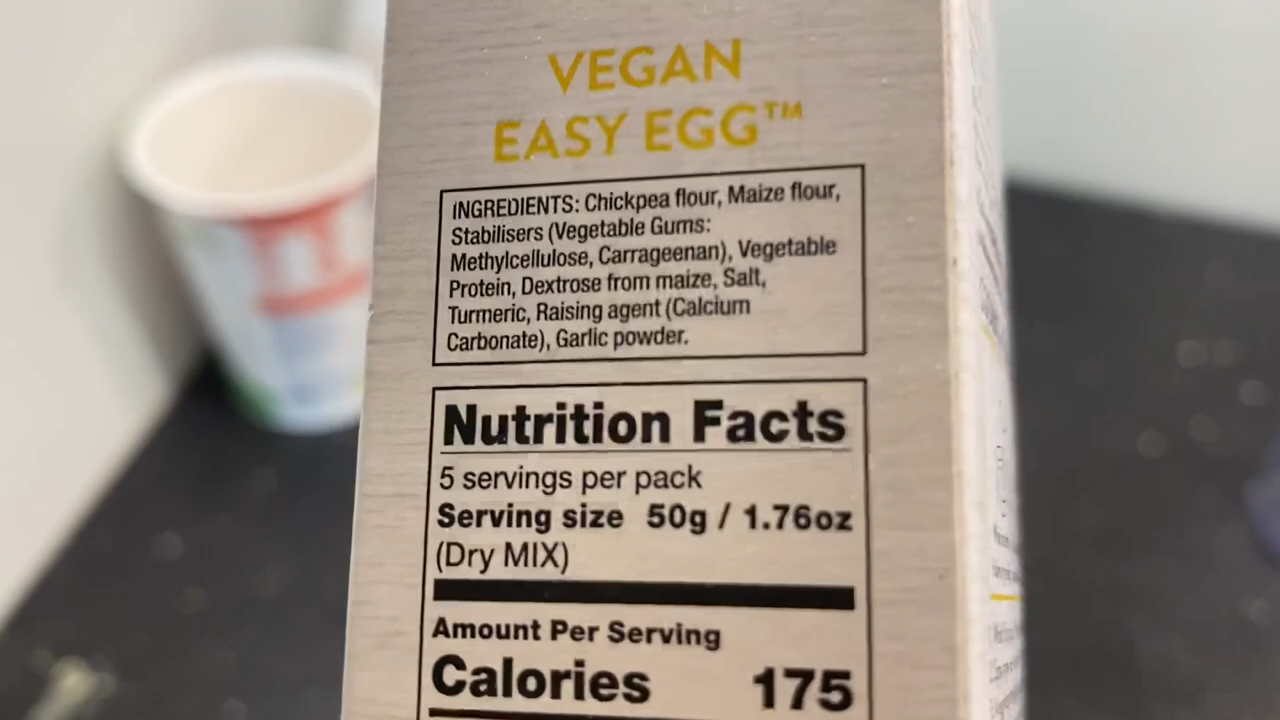 VEGAN
EASY EGG™
INGREDIENTS: Chickpea flour, Maize flour,
Stabilisers (Vegetable Gums:
Methylcellulose, Carrageenan), Vegetable
Protein, Dextrose from maize, Salt,
Turmeric, Raising agent (Calcium
Carbonate), Garlic powder.
Nutrition Facts
5 servings per pack
Serving size 50g / 1.76oz
(Dry MIX)
Amount Per Serving
Calories 175